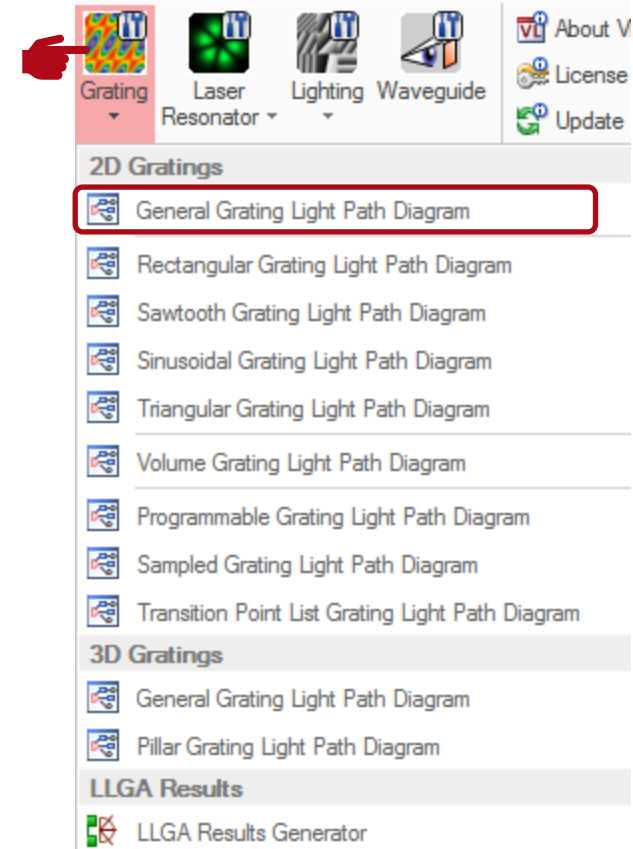 Grating
Laser
Resonator
Lighting
Waveguide
About
License
Update
2D Gratings
General Grating Light Path Diagram
Rectangular Grating Light Path Diagram
Sawtooth Grating Light Path Diagram
Sinusoidal Grating Light Path Diagram
Triangular Grating Light Path Diagram
Volume Grating Light Path Diagram
Programmable Grating Light Path Diagram
Sampled Grating Light Path Diagram
Transition Point List Grating Light Path Diagram
3D Gratings
General Grating Light Path Diagram
Pillar Grating Light Path Diagram
LLGA Results
LLGA Results Generator